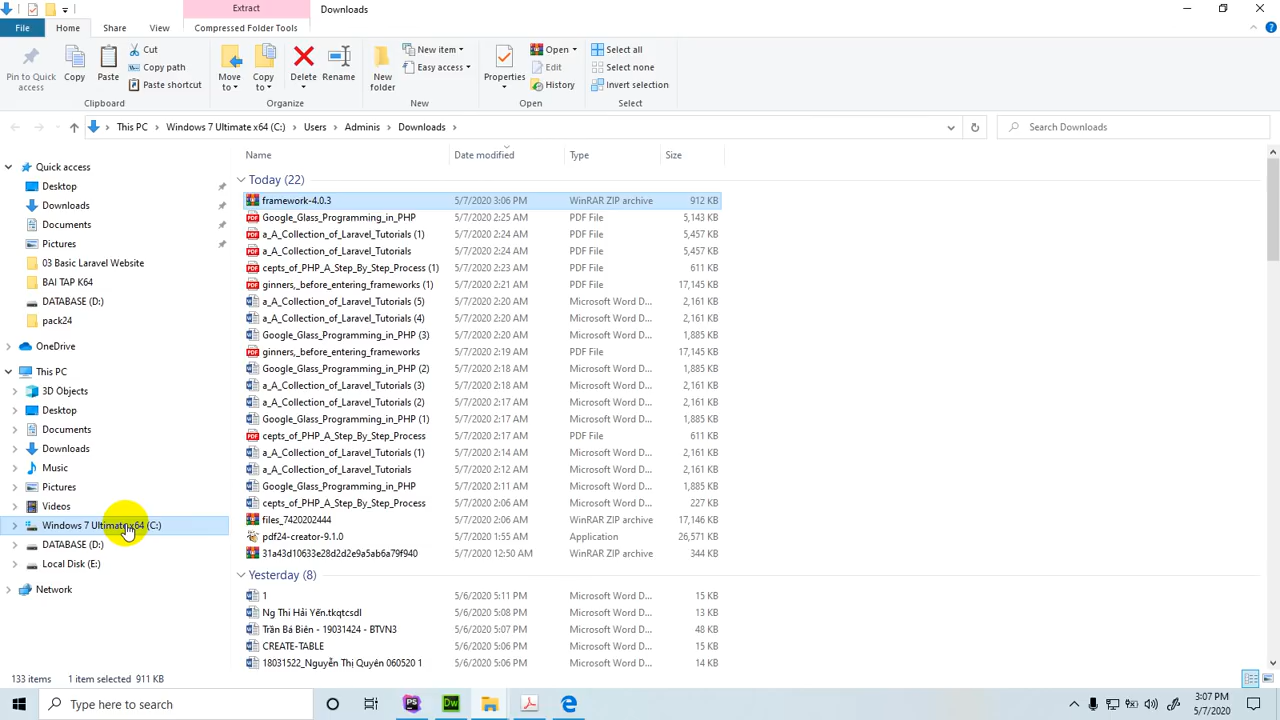 Extract
Downloads
File
Home
Share
View
Compressed Folder Tools
Pin to Quick access
Copy
Paste
Cut
Copy path
Paste shortcut
Clipboard
Move to
Copy to
Delete
Rename
Organize
New folder
New item
Easy access
New
Properties
Open
Edit
History
Open
Select all
Select none
Invert selection
Select
This PC > Windows 7 Ultimate x64 (C:) > Users > Adminis > Downloads >
Search Downloads
Quick access
Desktop
Downloads
Documents
Pictures
03 Basic Laravel Website
BAI TAP K64
DATABASE (D:)
pack24
OneDrive
This PC
3D Objects
Desktop
Documents
Downloads
Music
Pictures
Videos
Windows 7 Ultimate x64 (C:)
DATABASE (D:)
Local Disk (E:)
Network
Name Date modified Type Size
Today (22)
framework-4.0.3 5/7/2020 3:06 PM WinRAR ZIP archive 912 KB
Google_Glass_Programming_in_PHP 5/7/2020 2:25 AM PDF File 5,143 KB
a_A_Collection_of_Laravel_Tutorials (1) 5/7/2020 2:24 AM PDF File 5,457 KB
a_A_Collection_of_Laravel_Tutorials 5/7/2020 2:24 AM PDF File 5,457 KB
cepts_of_PHP_A_Step_By_Step_Process (1) 5/7/2020 2:23 AM PDF File 611 KB
ginners,_before_entering_frameworks (1) 5/7/2020 2:21 AM PDF File 17,145 KB
a_A_Collection_of_Laravel_Tutorials (5) 5/7/2020 2:20 AM Microsoft Word D... 2,161 KB
a_A_Collection_of_Laravel_Tutorials (4) 5/7/2020 2:20 AM Microsoft Word D... 2,161 KB
Google_Glass_Programming_in_PHP (3) 5/7/2020 2:20 AM Microsoft Word D... 1,885 KB
ginners,_before_entering_frameworks 5/7/2020 2:19 AM PDF File 17,145 KB
Google_Glass_Programming_in_PHP (2) 5/7/2020 2:18 AM Microsoft Word D... 1,885 KB
a_A_Collection_of_Laravel_Tutorials (3) 5/7/2020 2:18 AM Microsoft Word D... 2,161 KB
a_A_Collection_of_Laravel_Tutorials (2) 5/7/2020 2:17 AM Microsoft Word D... 2,161 KB
Google_Glass_Programming_in_PHP (1) 5/7/2020 2:17 AM Microsoft Word D... 1,885 KB
cepts_of_PHP_A_Step_By_Step_Process 5/7/2020 2:17 AM PDF File 611 KB
a_A_Collection_of_Laravel_Tutorials (1) 5/7/2020 2:14 AM Microsoft Word D... 2,161 KB
a_A_Collection_of_Laravel_Tutorials 5/7/2020 2:11 AM Microsoft Word D... 2,161 KB
Google_Glass_Programming_in_PHP 5/7/2020 2:11 AM Microsoft Word D... 1,885 KB
cepts_of_PHP_A_Step_By_Step_Process 5/7/2020 2:03 AM Microsoft Word D... 227 KB
files_7420202444 5/7/2020 2:02 AM WinRAR ZIP archive 17,146 KB
pdf24-creator-9.1.0 5/7/2020 1:55 AM Application 26,571 KB
31a43d10633e28d2d2e9a5ab6a79f940 5/7/2020 12:50 AM WinRAR ZIP archive 344 KB
Yesterday (8)
1 5/6/2020 5:11 PM Microsoft Word D... 15 KB
Ng Thi Hải Yến.tkqtcsdl 5/6/2020 5:08 PM Microsoft Word D... 13 KB
Trần Bá Biên - 19031424 - BTVN3 5/6/2020 5:07 PM Microsoft Word D... 48 KB
CREATE-TABLE 5/6/2020 5:06 PM Microsoft Word D... 15 KB
18031522_Nguyễn Thị Quyên 060520 1 5/6/2020 5:06 PM Microsoft Word D... 14 KB
133 items 1 item selected 911 KB
Type here to search
3:07 PM
5/7/2020